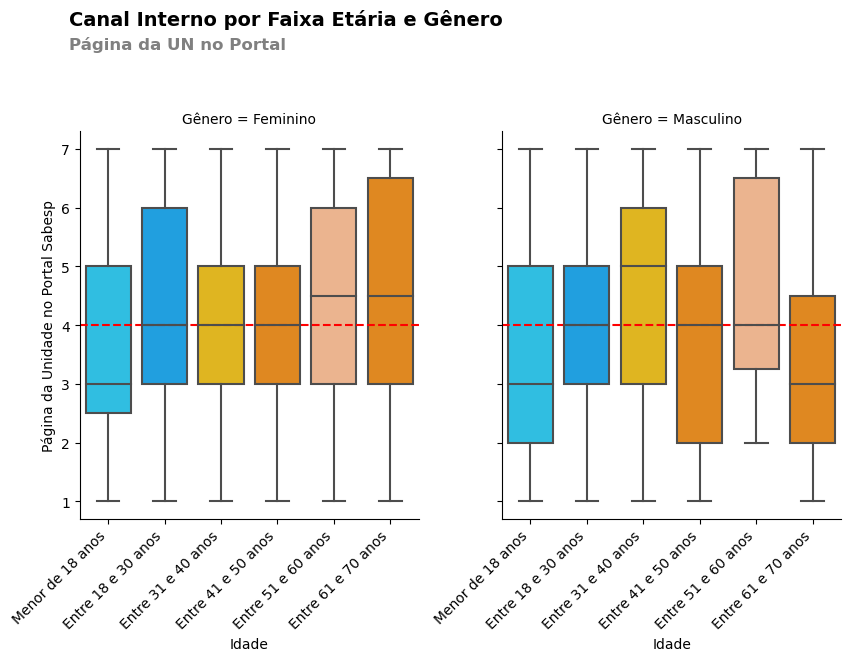 Canal Interno por Faixa Etária e Gênero
Página da UN no Portal
Gênero = Feminino
Gênero = Masculino
Página da Unidade no Portal Sabesp
7
6
5
4
3
2
1
Menor de 18 anos
Entre 18 e 30 anos
Entre 31 e 40 anos
Entre 41 e 50 anos
Entre 51 e 60 anos
Entre 61 e 70 anos
Idade
Menor de 18 anos
Entre 18 e 30 anos
Entre 31 e 40 anos
Entre 41 e 50 anos
Entre 51 e 60 anos
Entre 61 e 70 anos
Idade